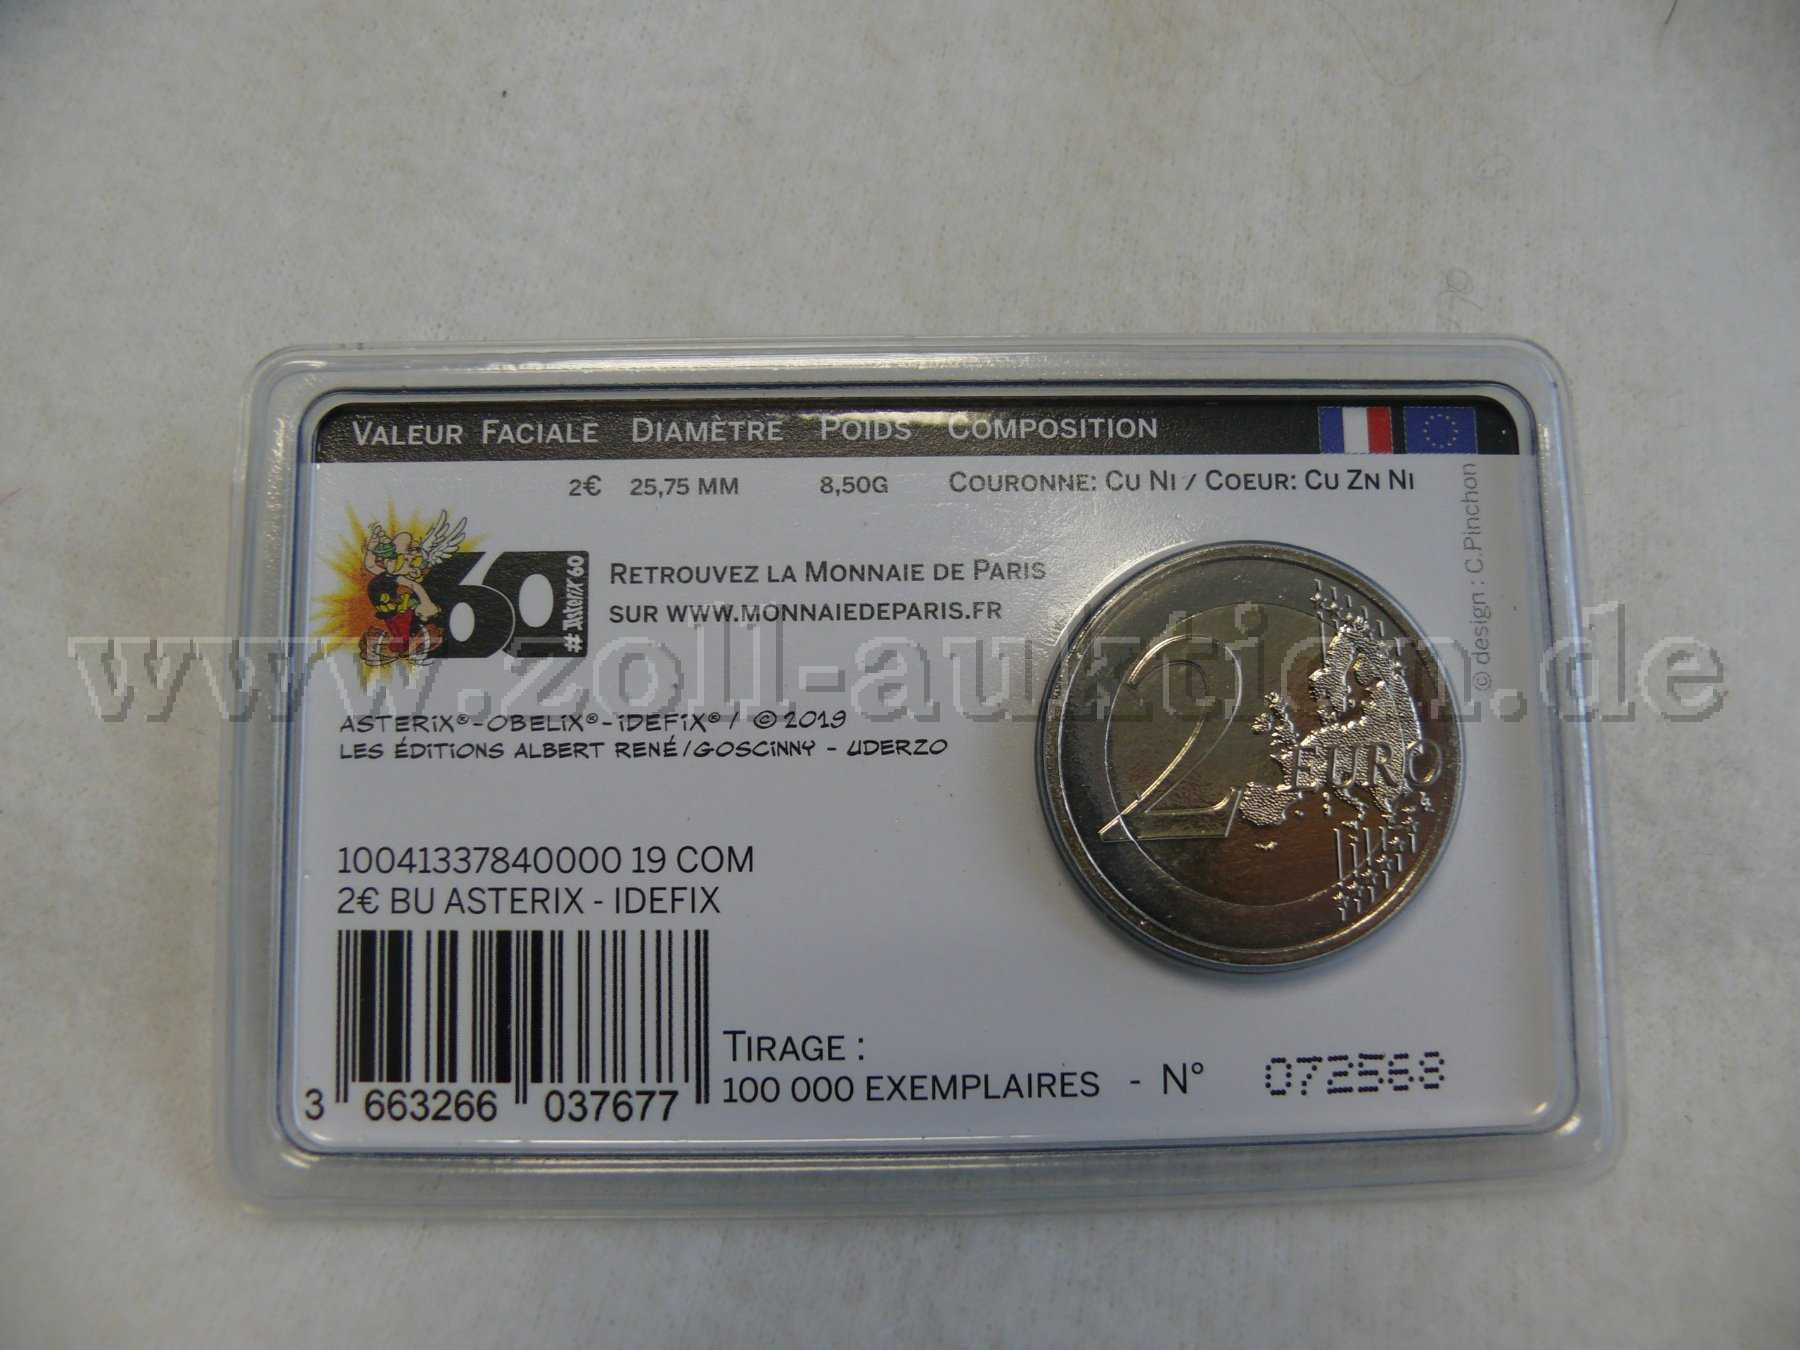 Valeur Faciale Diamètre Poids Composition
2€ 25,75 mm 8,50g Couronne: Cu Ni / Coeur: Cu Zn Ni
© design : C.Pinchon
60
#Asterix60
Retrouvez la Monnaie de Paris
sur www.monnaiedeparis.fr
www.zoll-auktion.de
ASTERIX®-OBELIX®-IDEFIX® / © 2019
LES ÉDITIONS ALBERT RENÉ / GOSCINNY - UDERZO
2 EURO
LL
10041337840000 19 COM
2€ BU ASTERIX - IDEFIX
3 663266 037677
Tirage :
100 000 exemplaires - N° 072568